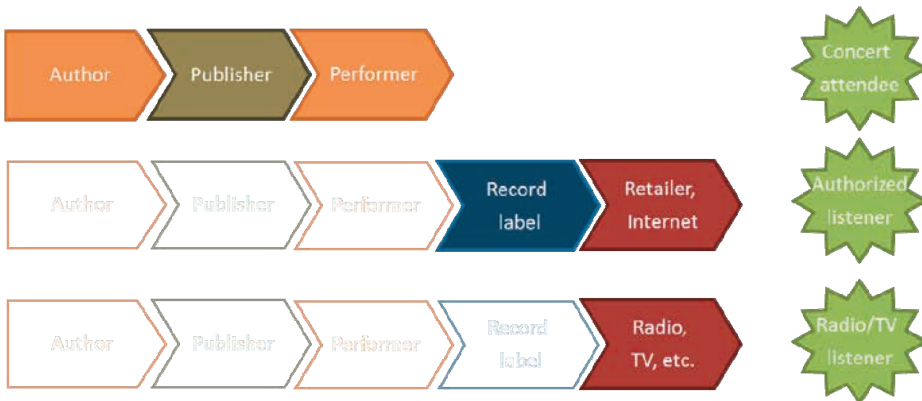 Author
Publisher
Performer
Concert
attendee
Author
Publisher
Performer
Record
label
Retailer,
Internet
Authorized
listener
Author
Publisher
Performer
Record
label
Radio,
TV, etc.
Radio/TV
listener